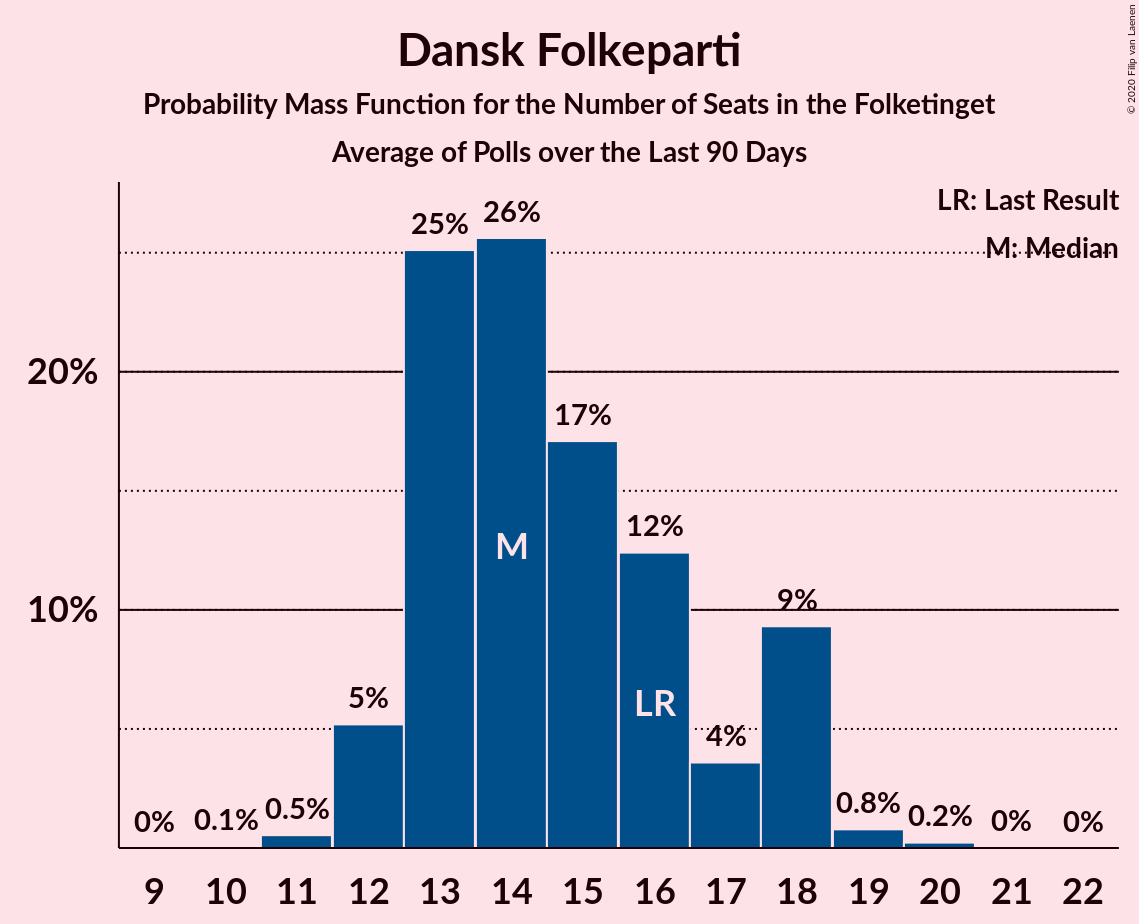 Dansk Folkeparti
Probability Mass Function for the Number of Seats in the Folketinget
Average of Polls over the Last 90 Days
© 2020 Filip van Laenen
LR: Last Result
M: Median
20%
10%
0%
0.1%
0.5%
5%
25%
26%
17%
12%
4%
9%
0.8%
0.2%
0%
0%
M
LR
9 10 11 12 13 14 15 16 17 18 19 20 21 22